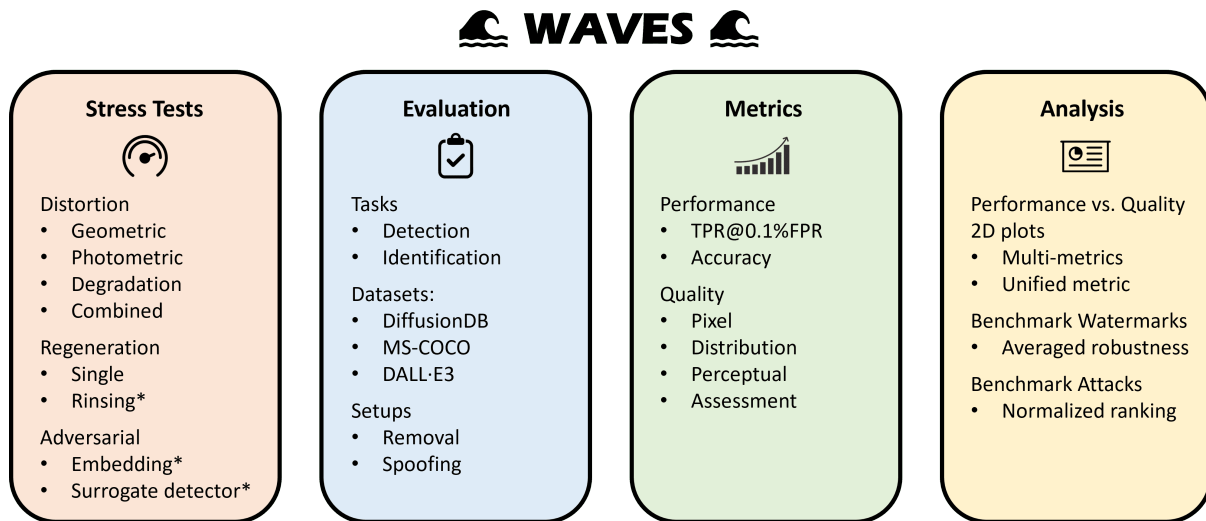 WAVES
Stress Tests
Distortion
• Geometric
• Photometric
• Degradation
• Combined
Regeneration
• Single
• Rinsing*
Adversarial
• Embedding*
• Surrogate detector*
Evaluation
Tasks
• Detection
• Identification
Datasets:
• DiffusionDB
• MS-COCO
• DALL·E3
Setups
• Removal
• Spoofing
Metrics
Performance
• TPR@0.1%FPR
• Accuracy
Quality
• Pixel
• Distribution
• Perceptual
• Assessment
Analysis
Performance vs. Quality
2D plots
• Multi-metrics
• Unified metric
Benchmark Watermarks
• Averaged robustness
Benchmark Attacks
• Normalized ranking